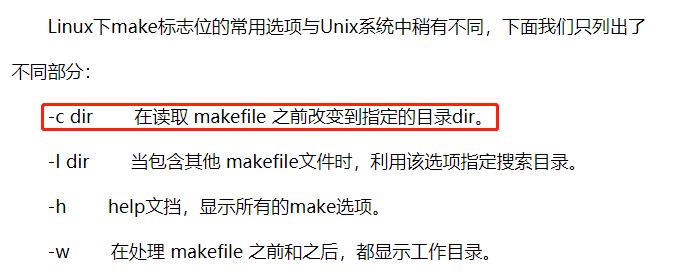 Linux下make标志位的常用选项与Unix系统中稍有不同，下面我们只列出了
不同部分：
-c dir 在读取 makefile 之前改变到指定的目录dir。
-I dir 当包含其他 makefile文件时，利用该选项指定搜索目录。
-h help文挡，显示所有的make选项。
-w 在处理 makefile 之前和之后，都显示工作目录。